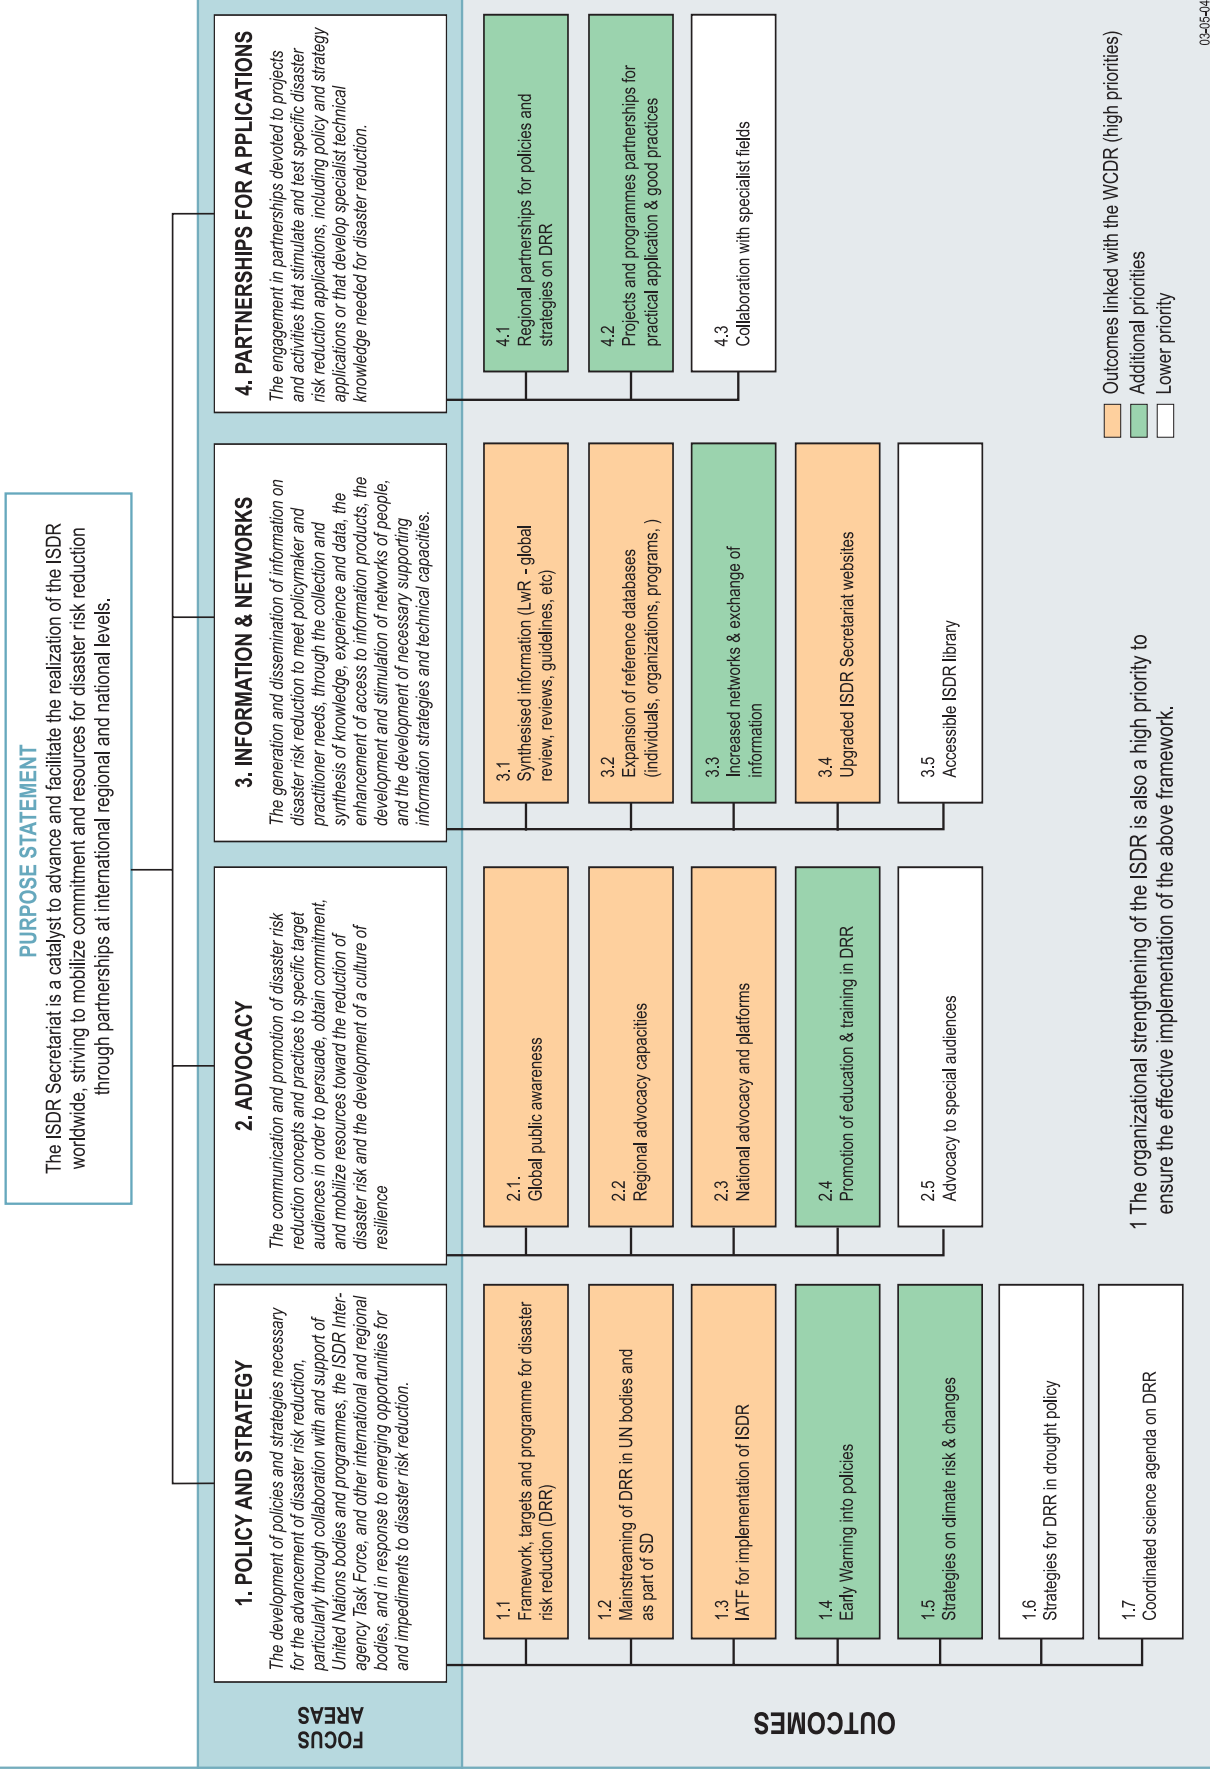 PURPOSE STATEMENT
The ISDR Secretariat is a catalyst to advance and facilitate the realization of the ISDR
worldwide, striving to mobilize commitment and resources for disaster risk reduction
through partnerships at international regional and national levels.
FOCUS
AREAS
1. POLICY AND STRATEGY
The development of policies and strategies necessary
for the advancement of disaster risk reduction,
particularly through collaboration with and support of
United Nations bodies and programmes, the ISDR Inter-
agency Task Force, and other international and regional
bodies, and in response to emerging opportunities for
and impediments to disaster risk reduction.
2. ADVOCACY
The communication and promotion of disaster risk
reduction concepts and practices to specific target
audiences in order to persuade, obtain commitment,
and mobilize resources toward the reduction of
disaster risk and the development of a culture of
resilience
3. INFORMATION & NETWORKS
The generation and dissemination of information on
disaster risk reduction to meet policymaker and
practitioner needs, through the collection and
synthesis of knowledge, experience and data, the
enhancement of access to information products, the
development and stimulation of networks of people,
and the development of necessary supporting
information strategies and technical capacities.
4. PARTNERSHIPS FOR APPLICATIONS
The engagement in partnerships devoted to projects
and activities that stimulate and test specific disaster
risk reduction applications, including policy and strategy
applications or that develop specialist technical
knowledge needed for disaster reduction.
OUTCOMES
1.1
Framework, targets and programme for disaster
risk reduction (DRR)
1.2
Mainstreaming of DRR in UN bodies and
as part of SD
1.3
IATF for implementation of ISDR
1.4
Early Warning into policies
1.5
Strategies on climate risk & changes
1.6
Strategies for DRR in drought policy
1.7
Coordinated science agenda on DRR
2.1.
Global public awareness
2.2
Regional advocacy capacities
2.3
National advocacy and platforms
2.4
Promotion of education & training in DRR
2.5
Advocacy to special audiences
3.1
Synthesised information (LwR - global
review, reviews, guidelines, etc)
3.2
Expansion of reference databases
(individuals, organizations, programs, )
3.3
Increased networks & exchange of
information
3.4
Upgraded ISDR Secretariat websites
3.5
Accessible ISDR library
4.1
Regional partnerships for policies and
strategies on DRR
4.2
Projects and programmes partnerships for
practical application & good practices
4.3
Collaboration with specialist fields
1 The organizational strengthening of the ISDR is also a high priority to
ensure the effective implementation of the above framework.
Outcomes linked with the WCDR (high priorities)
Additional priorities
Lower priority
03-05-04